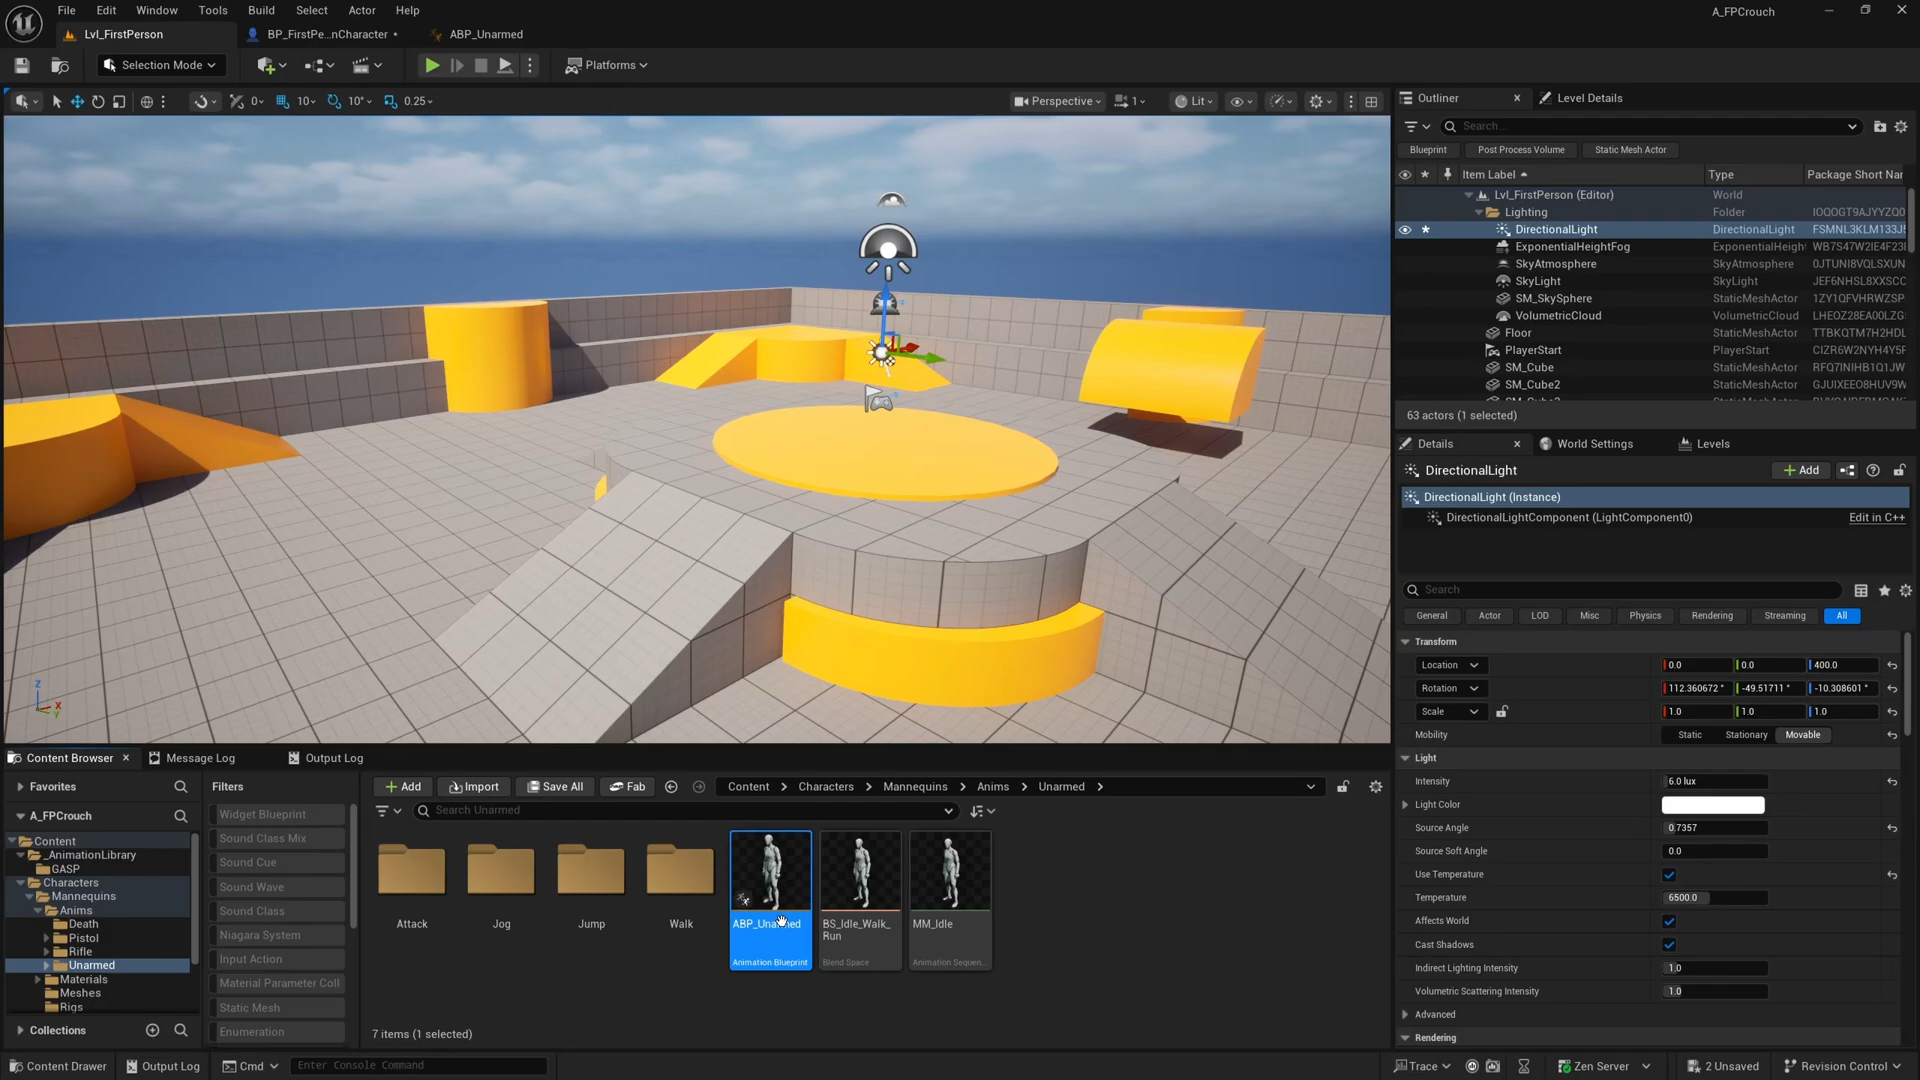 File Edit Window Tools Build Select Actor Help
A_FPCrouch
Lvl_FirstPerson BP_FirstPe...nCharacter • ABP_Unarmed
Selection Mode Platforms
0 10 10° 0.25 Perspective 1 Lit
Outliner Level Details
Search...
Blueprint Post Process Volume Static Mesh Actor
Item Label Type Package Short Nar
Lvl_FirstPerson (Editor) World
Lighting Folder IOQOGT9AJYYZQ0
DirectionalLight DirectionalLight FSMNL3KLM133J
ExponentialHeightFog ExponentialHeigh WB7S47W2IE4F23
SkyAtmosphere SkyAtmosphere 0JTUNI8VQLSXUN
SkyLight SkyLight JEF6NHSL8XXSCC
SM_SkySphere StaticMeshActor 1ZY1QFVHRWZSP
VolumetricCloud VolumetricCloud LHEOZ28EA00LZG
Floor StaticMeshActor TTBKQTM7H2HDL
PlayerStart PlayerStart CIZR6W2NYH4Y5F
SM_Cube StaticMeshActor RFQ7INIHB1Q1JW
SM_Cube2 StaticMeshActor GJUIXEEO8HUV9W
63 actors (1 selected)
Details World Settings Levels
DirectionalLight Add
DirectionalLight (Instance)
DirectionalLightComponent (LightComponent0) Edit in C++
Search
General Actor LOD Misc Physics Rendering Streaming All
Transform
Location 0.0 0.0 400.0
Rotation 112.360672 ° -49.51711 ° -10.308601 °
Scale 1.0 1.0 1.0
Mobility Static Stationary Movable
Light
Intensity 6.0 lux
Light Color
Source Angle 0.7357
Source Soft Angle 0.0
Use Temperature
Temperature 6500.0
Affects World
Cast Shadows
Indirect Lighting Intensity 1.0
Volumetric Scattering Intensity 1.0
Advanced
Rendering
Z X Y
Content Browser Message Log Output Log
Favorites Filters Add Import Save All Fab Content Characters Mannequins Anims Unarmed
A_FPCrouch
Content
_AnimationLibrary
GASP
Characters
Mannequins
Anims
Death
Pistol
Rifle
Unarmed
Materials
Meshes
Rigs
Collections
Widget Blueprint
Sound Class Mix
Sound Cue
Sound Wave
Sound Class
Niagara System
Input Action
Material Parameter Coll
Static Mesh
Enumeration
Search Unarmed
Attack Jog Jump Walk
ABP_Unarmed
Animation Blueprint
BS_Idle_Walk_
Run
Blend Space
MM_Idle
Animation Sequen...
7 items (1 selected)
Content Drawer Output Log Cmd Enter Console Command Trace Zen Server 2 Unsaved Revision Control